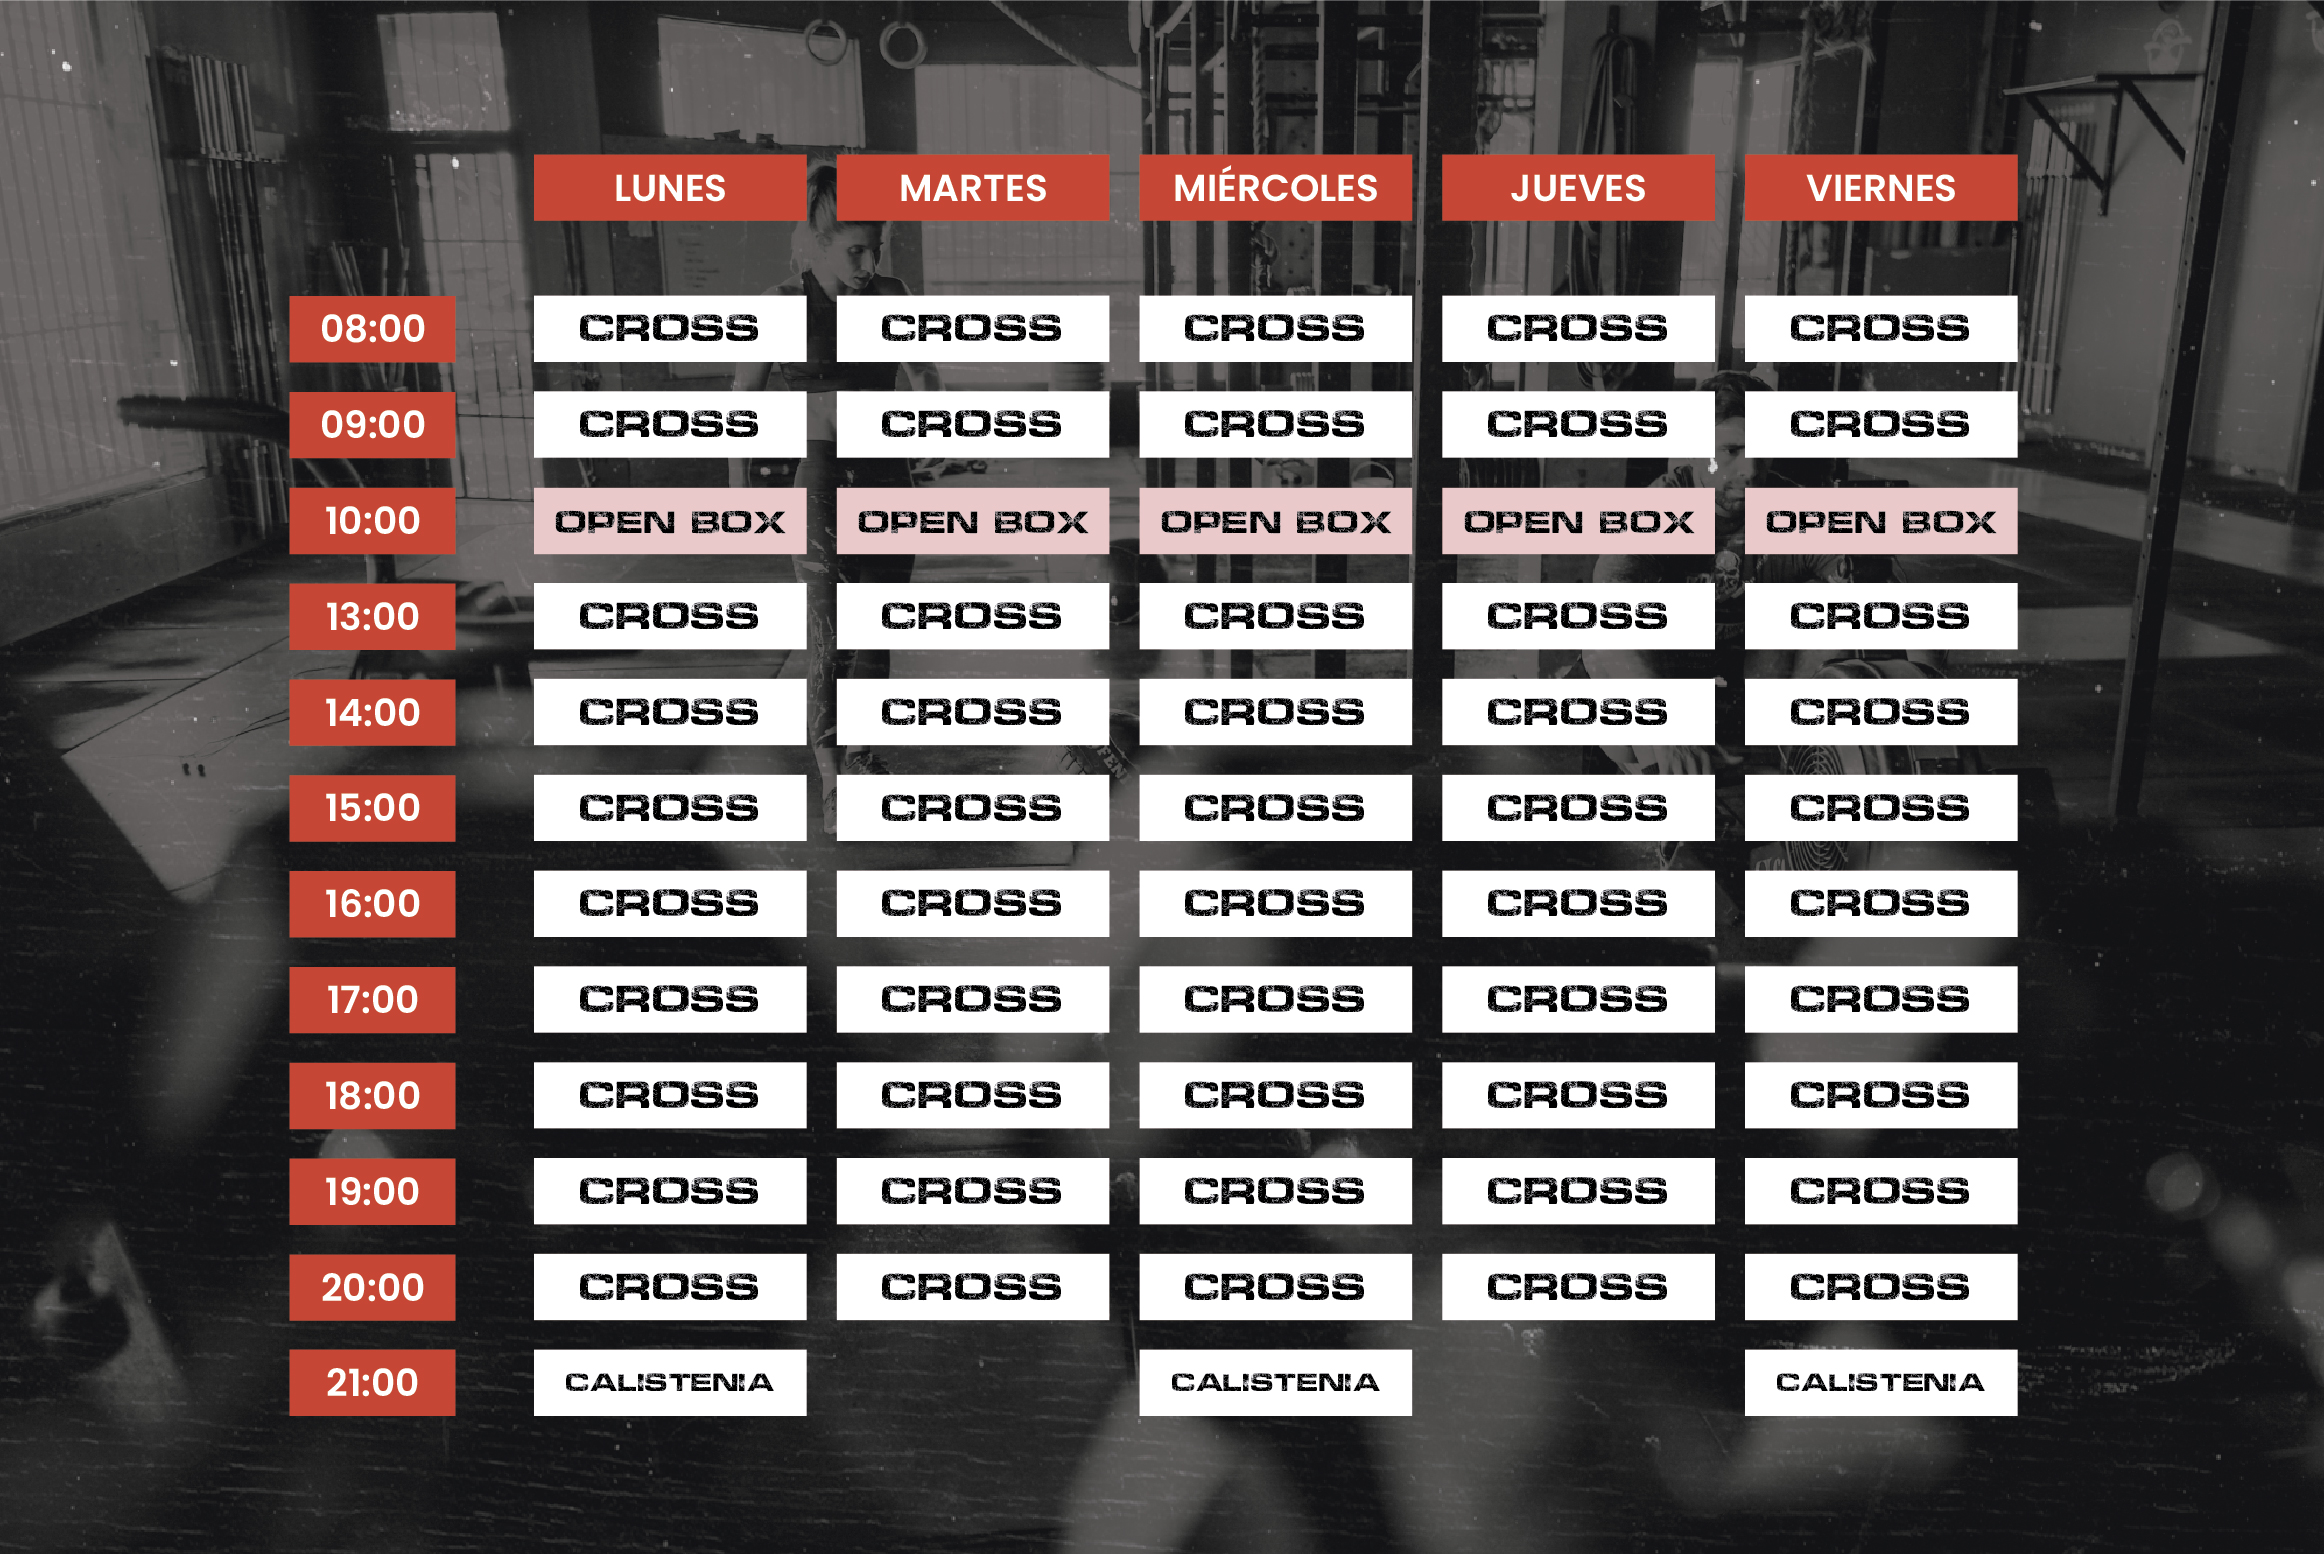 LUNES MARTES MIÉRCOLES JUEVES VIERNES
08:00 CROSS CROSS CROSS CROSS CROSS
09:00 CROSS CROSS CROSS CROSS CROSS
10:00 OPEN BOX OPEN BOX OPEN BOX OPEN BOX OPEN BOX
13:00 CROSS CROSS CROSS CROSS CROSS
14:00 CROSS CROSS CROSS CROSS CROSS
15:00 CROSS CROSS CROSS CROSS CROSS
16:00 CROSS CROSS CROSS CROSS CROSS
17:00 CROSS CROSS CROSS CROSS CROSS
18:00 CROSS CROSS CROSS CROSS CROSS
19:00 CROSS CROSS CROSS CROSS CROSS
20:00 CROSS CROSS CROSS CROSS CROSS
21:00 CALISTENIA CALISTENIA CALISTENIA